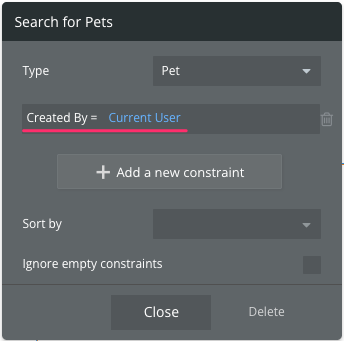 Search for Pets
Type Pet
Created By = Current User
Add a new constraint
Sort by
Ignore empty constraints
Close Delete